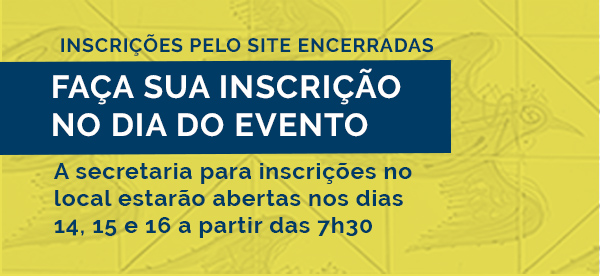 INSCRIÇÕES PELO SITE ENCERRADAS
FAÇA SUA INSCRIÇÃO
NO DIA DO EVENTO
A secretaria para inscrições no
local estarão abertas nos dias
14, 15 e 16 a partir das 7h30